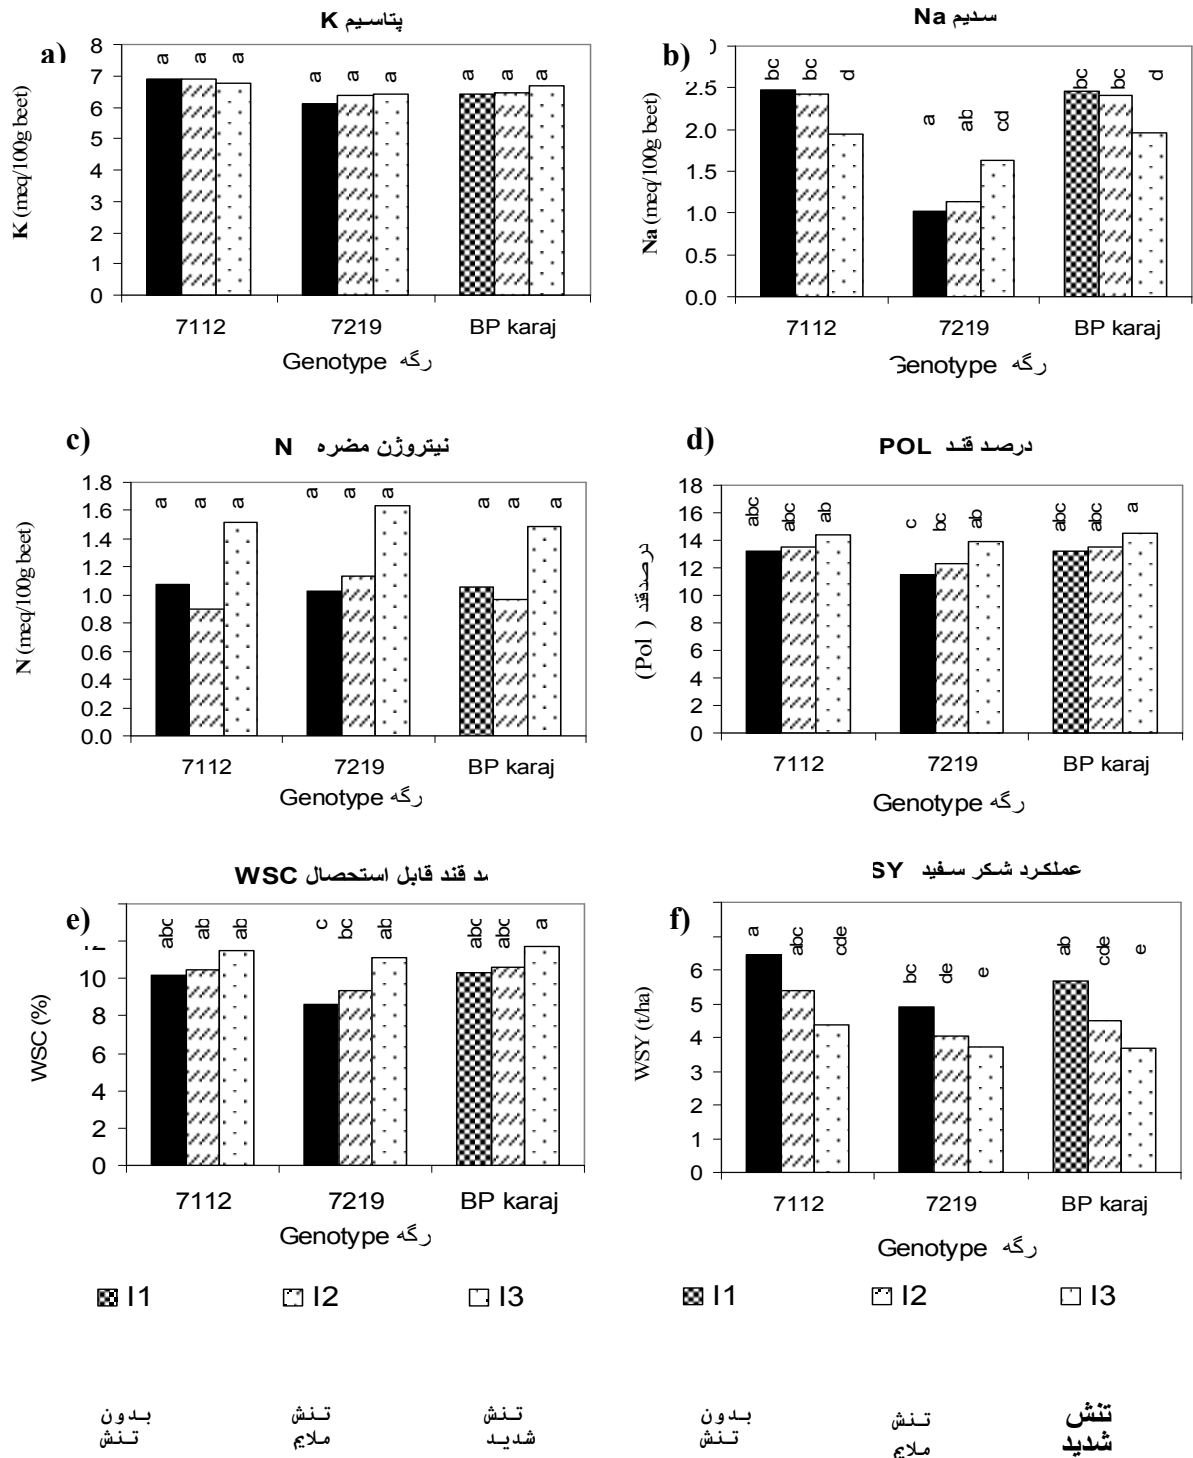 پتاسیم K
a)
8
7
6
5
4
3
2
1
0
K (meq/100g beet)
a a a a a a a a a
7112 7219 BP karaj
Genotype رگه
سدیم Na
b)
2.5
2.0
1.5
1.0
0.5
0.0
Na (meq/100g beet)
bc bc d a ab cd bc bc d
7112 7219 BP karaj
Genotype رگه
c)
نیتروژن مضره N
1.8
1.6
1.4
1.2
1.0
0.8
0.6
0.4
0.2
0.0
N (meq/100g beet)
a a a a a a a a a
7112 7219 BP karaj
Genotype رگه
d)
درصد قند POL
18
16
14
12
10
8
6
4
2
0
(Pol ) درصدقد
abc abc ab c bc ab abc abc a
7112 7219 BP karaj
Genotype رگه
قند قابل استحصال WSC
e)
10
8
6
4
2
0
WSC (%)
abc ab ab c bc ab abc abc a
7112 7219 BP karaj
Genotype رگه
عملکرد شکر سفید SY
f)
6
5
4
3
2
1
0
WSY (t/ha)
a abc cde bc de e ab cde e
7112 7219 BP karaj
Genotype رگه
I1 I2 I3
I1 I2 I3
بدون تنش
تنش ملایم
تنش شدید
بدون تنش
تنش ملایم
تنش شدید